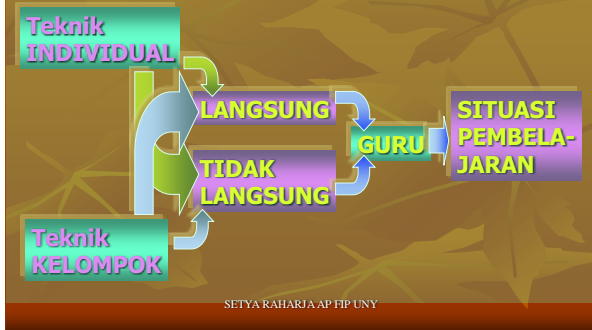 Teknik
INDIVIDUAL
LANGSUNG
TIDAK
LANGSUNG
GURU
SITUASI
PEMBELA-
JARAN
Teknik
KELOMPOK
SETYA RAHARJA AP FIP UNY